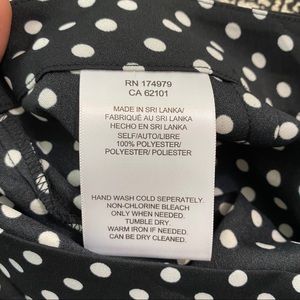 RN 174979
CA 62101
MADE IN SRI LANKA/
FABRIQUÉ AU SRI LANKA/
HECHO EN SRI LANKA
SELF/AUTO/LIBRE
100% POLYESTER/
POLYESTER/ POLIESTER
HAND WASH COLD SEPERATELY.
NON-CHLORINE BLEACH
ONLY WHEN NEEDED.
TUMBLE DRY.
WARM IRON IF NEEDED.
CAN BE DRY CLEANED.